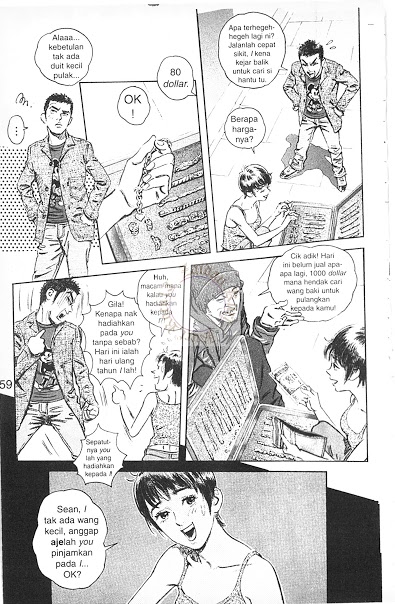 Apa terhegeh-
hegeh lagi ni?
Jalanlah cepat
sikit, I kena
kejar balik
untuk cari si
hantu tu.
Berapa
harga-
nya?
80
dollar.
OK
!
Alaaa...
kebetulan
tak ada
duit kecil
pulak...
...
Cik adik! Hari
ini belum jual apa-
apa lagi, 1000 dollar
mana hendak cari
wang baki untuk
pulangkan
kepada kamu!
Huh,
macam mana
kalau you
hadiahkan
kepada
Gila!
Kenapa nak
hadiahkan
pada you
tanpa sebab?
Hari ini ialah
hari ulang
tahun I lah!
Sepatut-
nya you
lah yang
hadiahkan
kepada I!
59
Sean, I
tak ada wang
kecil, anggap
ajelah you
pinjamkan
pada I...
OK?